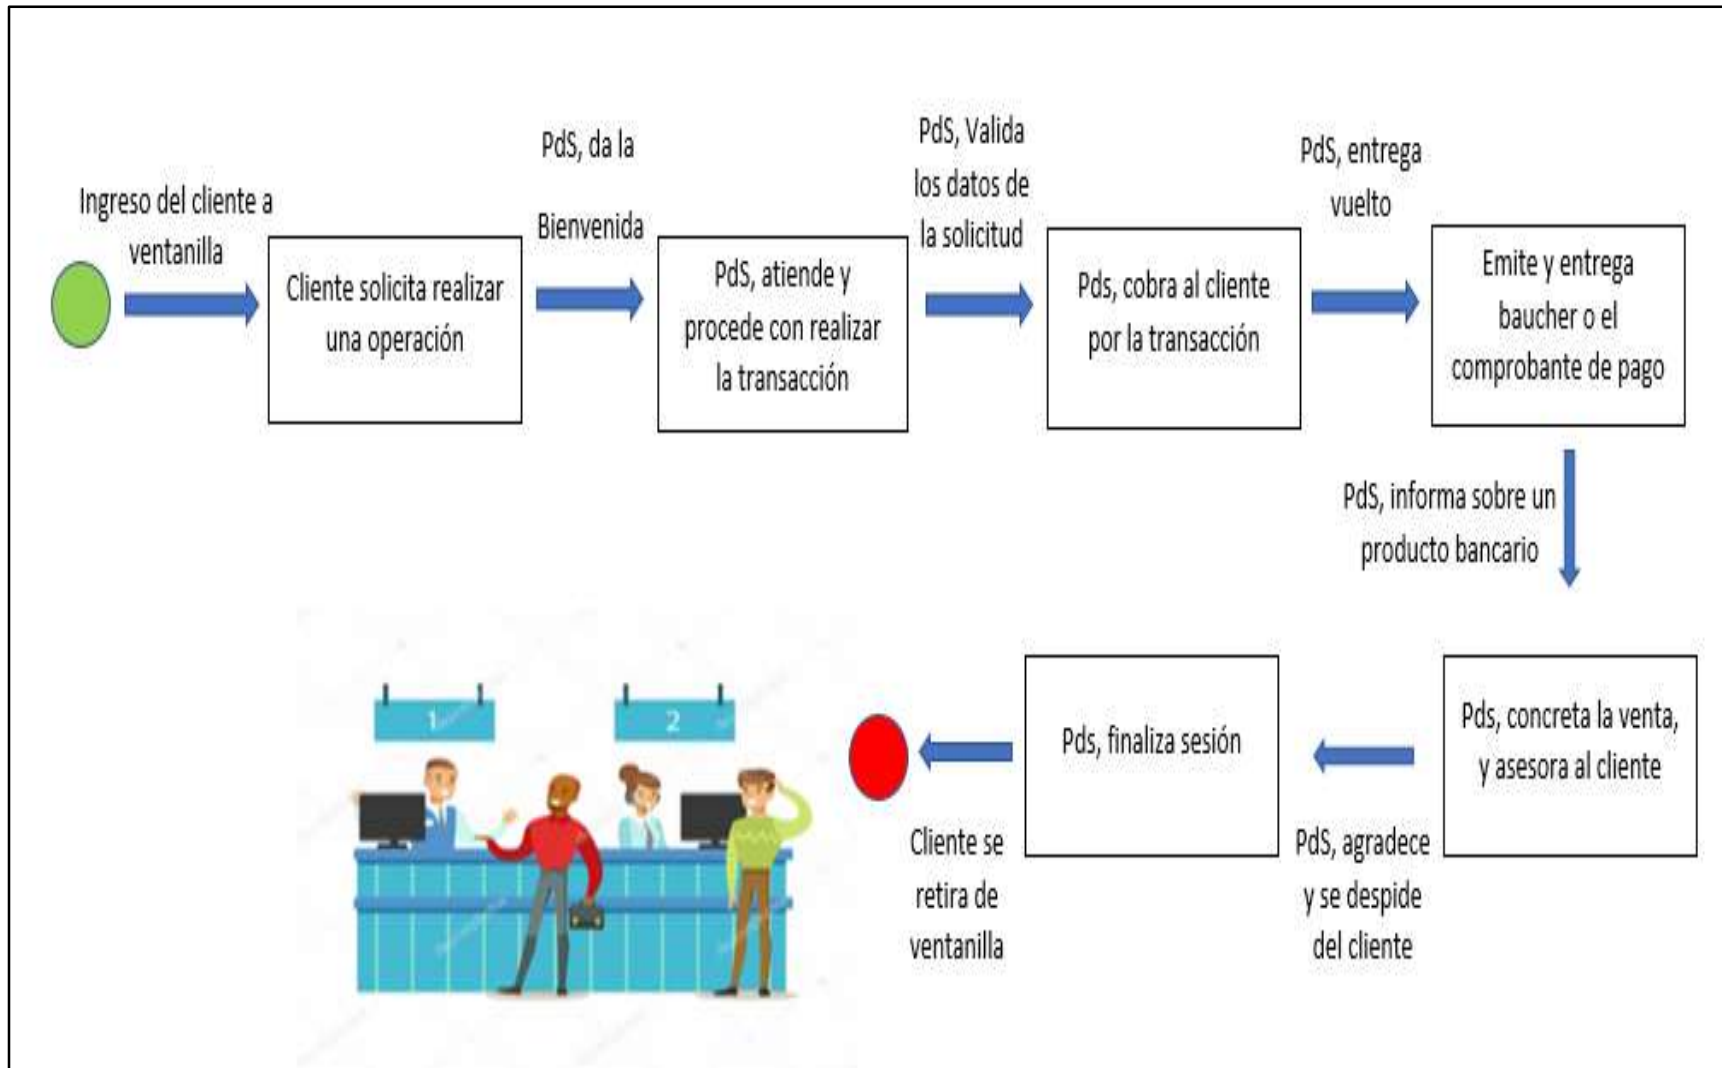 Ingreso del cliente a
ventanilla
Cliente solicita realizar
una operación
PdS, da la
Bienvenida
PdS, atiende y
procede con realizar
la transacción
PdS, Valida
los datos de
la solicitud
Pds, cobra al cliente
por la transacción
PdS, entrega
vuelto
Emite y entrega
baucher o el
comprobante de pago
PdS, informa sobre un
producto bancario
Pds, concreta la venta,
y asesora al cliente
PdS, agradece
y se despide
del cliente
Pds, finaliza sesión
Cliente se
retira de
ventanilla
1
2